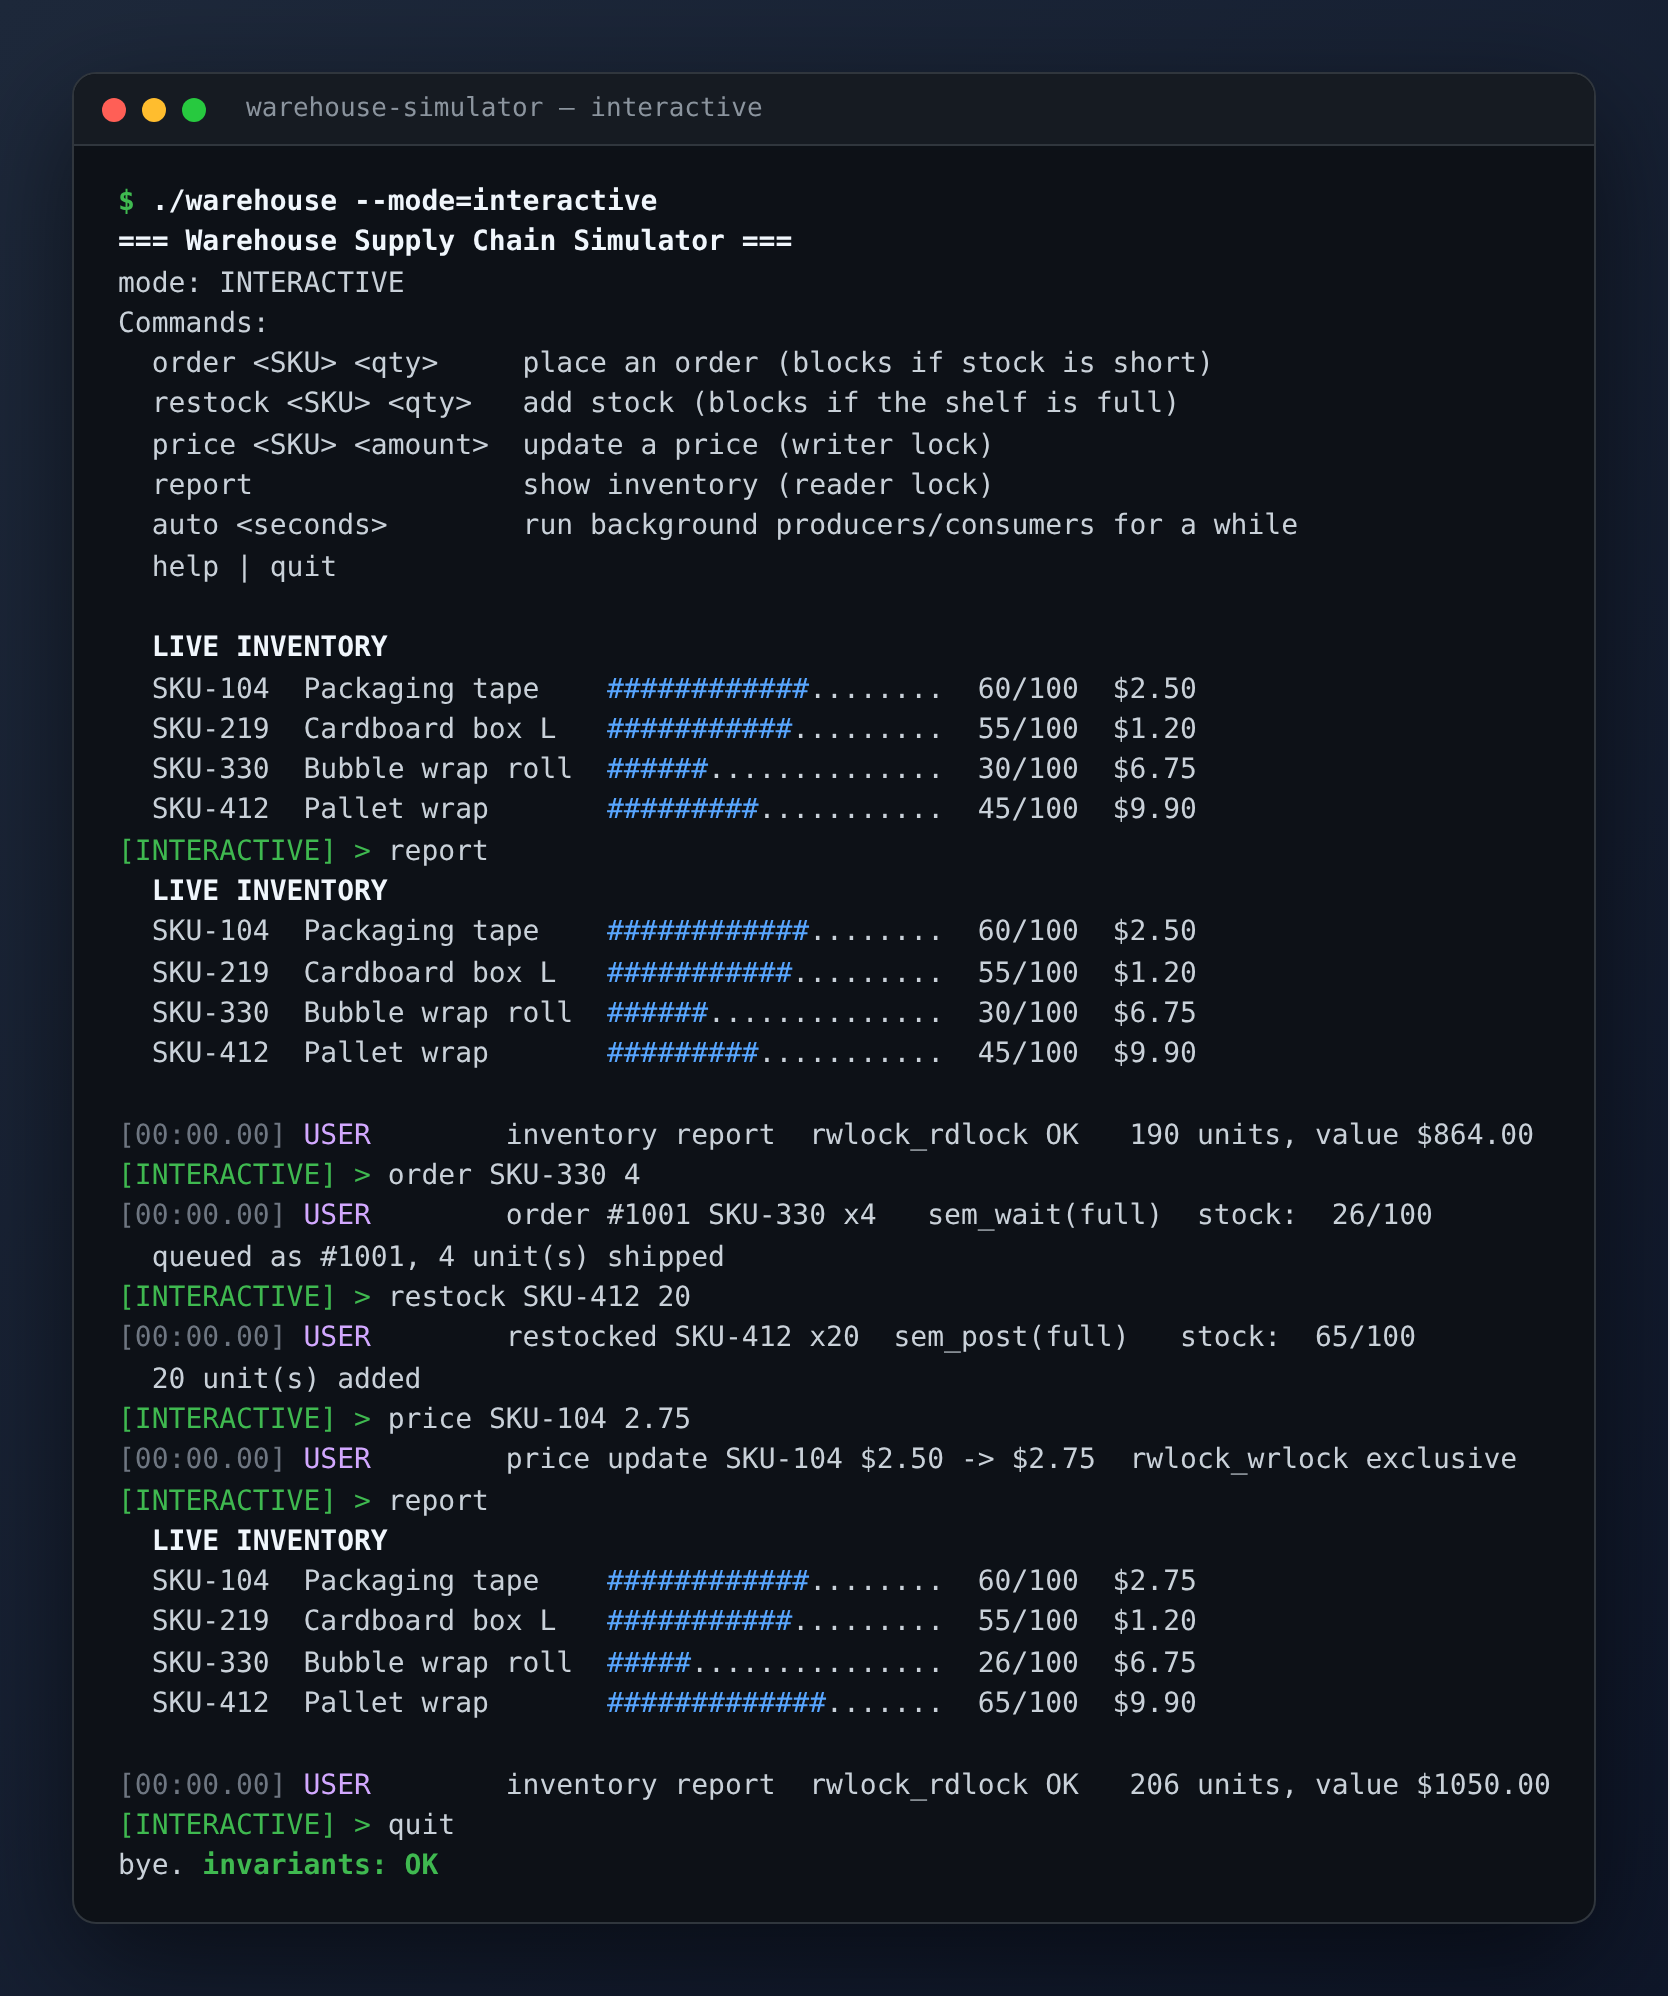 warehouse-simulator — interactive
$ ./warehouse --mode=interactive
=== Warehouse Supply Chain Simulator ===
mode: INTERACTIVE
Commands:
  order <SKU> <qty>     place an order (blocks if stock is short)
  restock <SKU> <qty>   add stock (blocks if the shelf is full)
  price <SKU> <amount>  update a price (writer lock)
  report                show inventory (reader lock)
  auto <seconds>        run background producers/consumers for a while
  help | quit

  LIVE INVENTORY
  SKU-104  Packaging tape    ############........  60/100  $2.50
  SKU-219  Cardboard box L   ###########.........  55/100  $1.20
  SKU-330  Bubble wrap roll  ######..............  30/100  $6.75
  SKU-412  Pallet wrap       #########...........  45/100  $9.90
[INTERACTIVE] > report
  LIVE INVENTORY
  SKU-104  Packaging tape    ############........  60/100  $2.50
  SKU-219  Cardboard box L   ###########.........  55/100  $1.20
  SKU-330  Bubble wrap roll  ######..............  30/100  $6.75
  SKU-412  Pallet wrap       #########...........  45/100  $9.90

[00:00.00] USER        inventory report  rwlock_rdlock OK   190 units, value $864.00
[INTERACTIVE] > order SKU-330 4
[00:00.00] USER        order #1001 SKU-330 x4   sem_wait(full)  stock:  26/100
  queued as #1001, 4 unit(s) shipped
[INTERACTIVE] > restock SKU-412 20
[00:00.00] USER        restocked SKU-412 x20  sem_post(full)   stock:  65/100
  20 unit(s) added
[INTERACTIVE] > price SKU-104 2.75
[00:00.00] USER        price update SKU-104 $2.50 -> $2.75  rwlock_wrlock exclusive
[INTERACTIVE] > report
  LIVE INVENTORY
  SKU-104  Packaging tape    ############........  60/100  $2.75
  SKU-219  Cardboard box L   ###########.........  55/100  $1.20
  SKU-330  Bubble wrap roll  #####...............  26/100  $6.75
  SKU-412  Pallet wrap       #############.......  65/100  $9.90

[00:00.00] USER        inventory report  rwlock_rdlock OK   206 units, value $1050.00
[INTERACTIVE] > quit
bye. invariants: OK